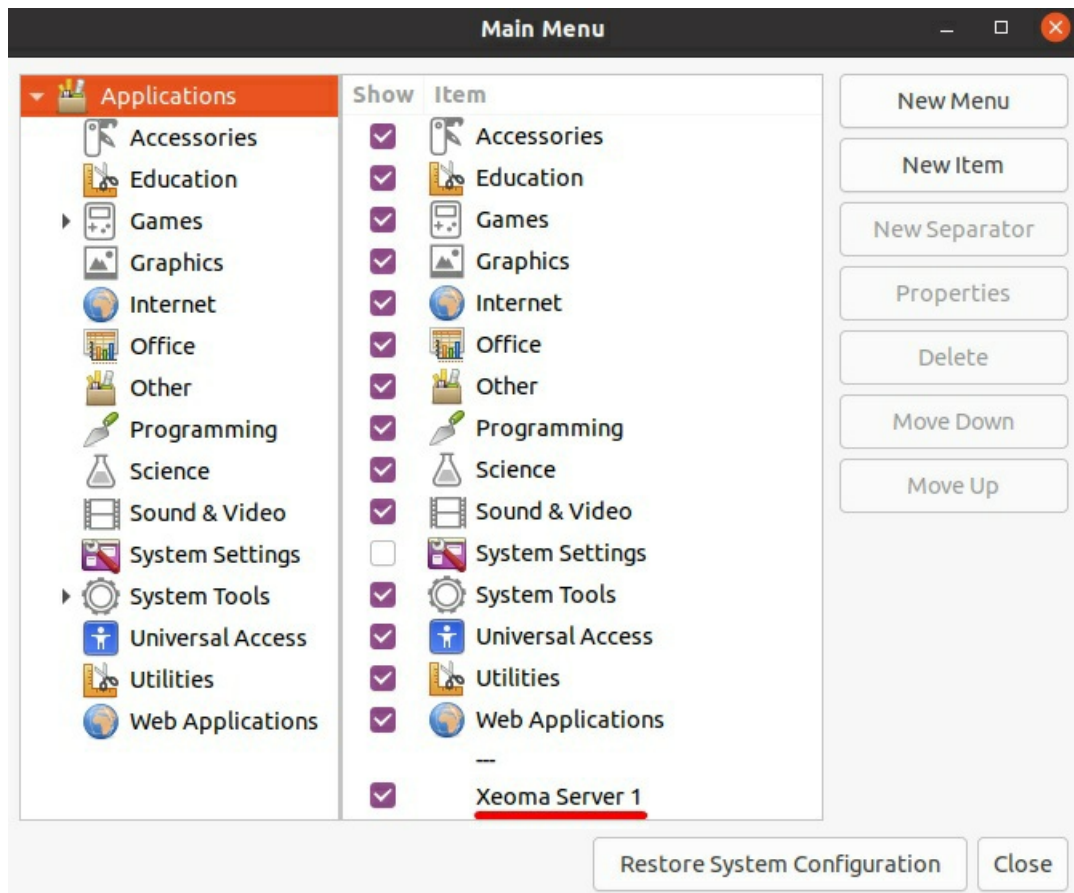 Main Menu
Applications
Accessories
Education
Games
Graphics
Internet
Office
Other
Programming
Science
Sound & Video
System Settings
System Tools
Universal Access
Utilities
Web Applications
Show Item
Accessories
Education
Games
Graphics
Internet
Office
Other
Programming
Science
Sound & Video
System Settings
System Tools
Universal Access
Utilities
Web Applications
---
Xeoma Server 1
New Menu
New Item
New Separator
Properties
Delete
Move Down
Move Up
Restore System Configuration
Close